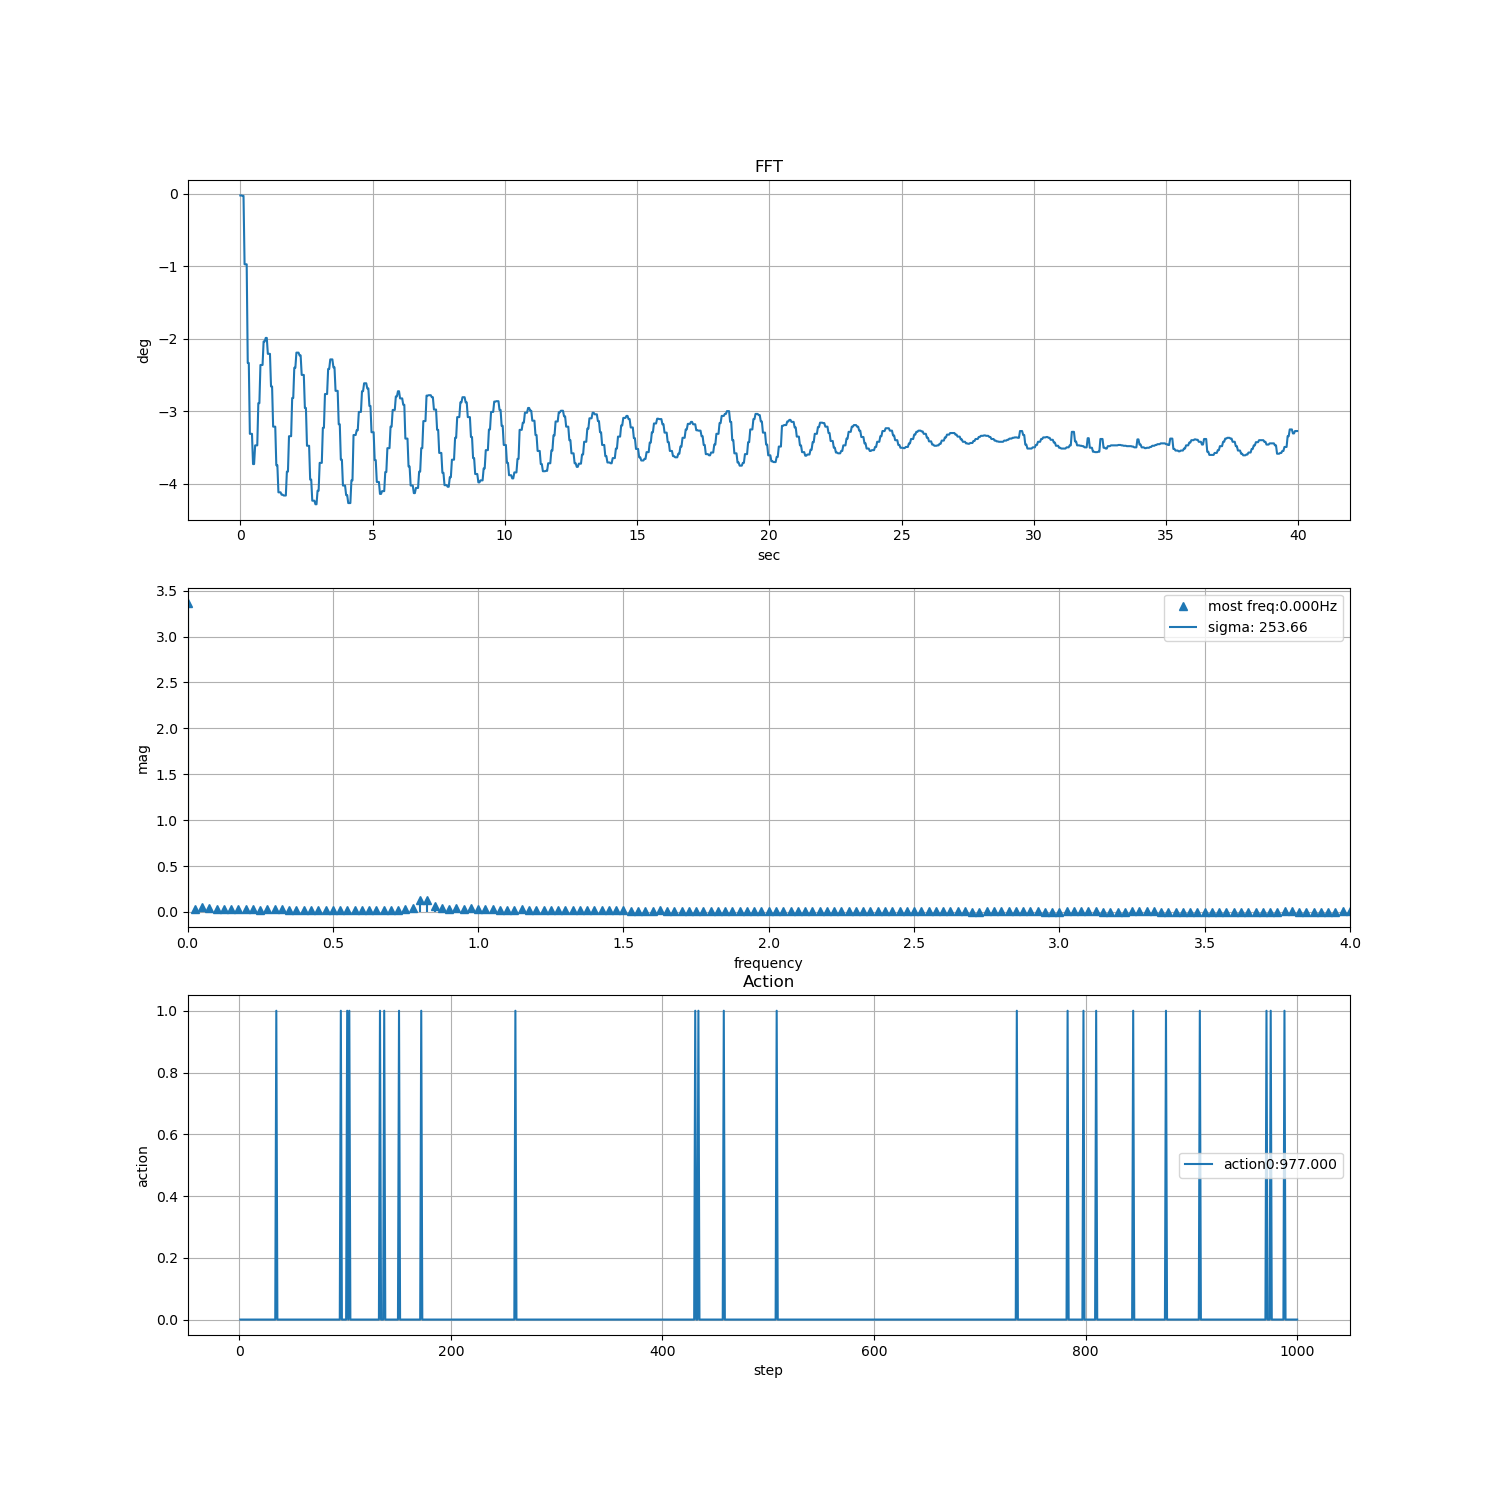 FFT
0
−1
−2
−3
−4
deg
0 5 10 15 20 25 30 35 40
sec
3.5
3.0
2.5
2.0
1.5
1.0
0.5
0.0
mag
most freq:0.000Hz
sigma: 253.66
0.0 0.5 1.0 1.5 2.0 2.5 3.0 3.5 4.0
frequency
Action
1.0
0.8
0.6
0.4
0.2
0.0
action
action0:977.000
0 200 400 600 800 1000
step